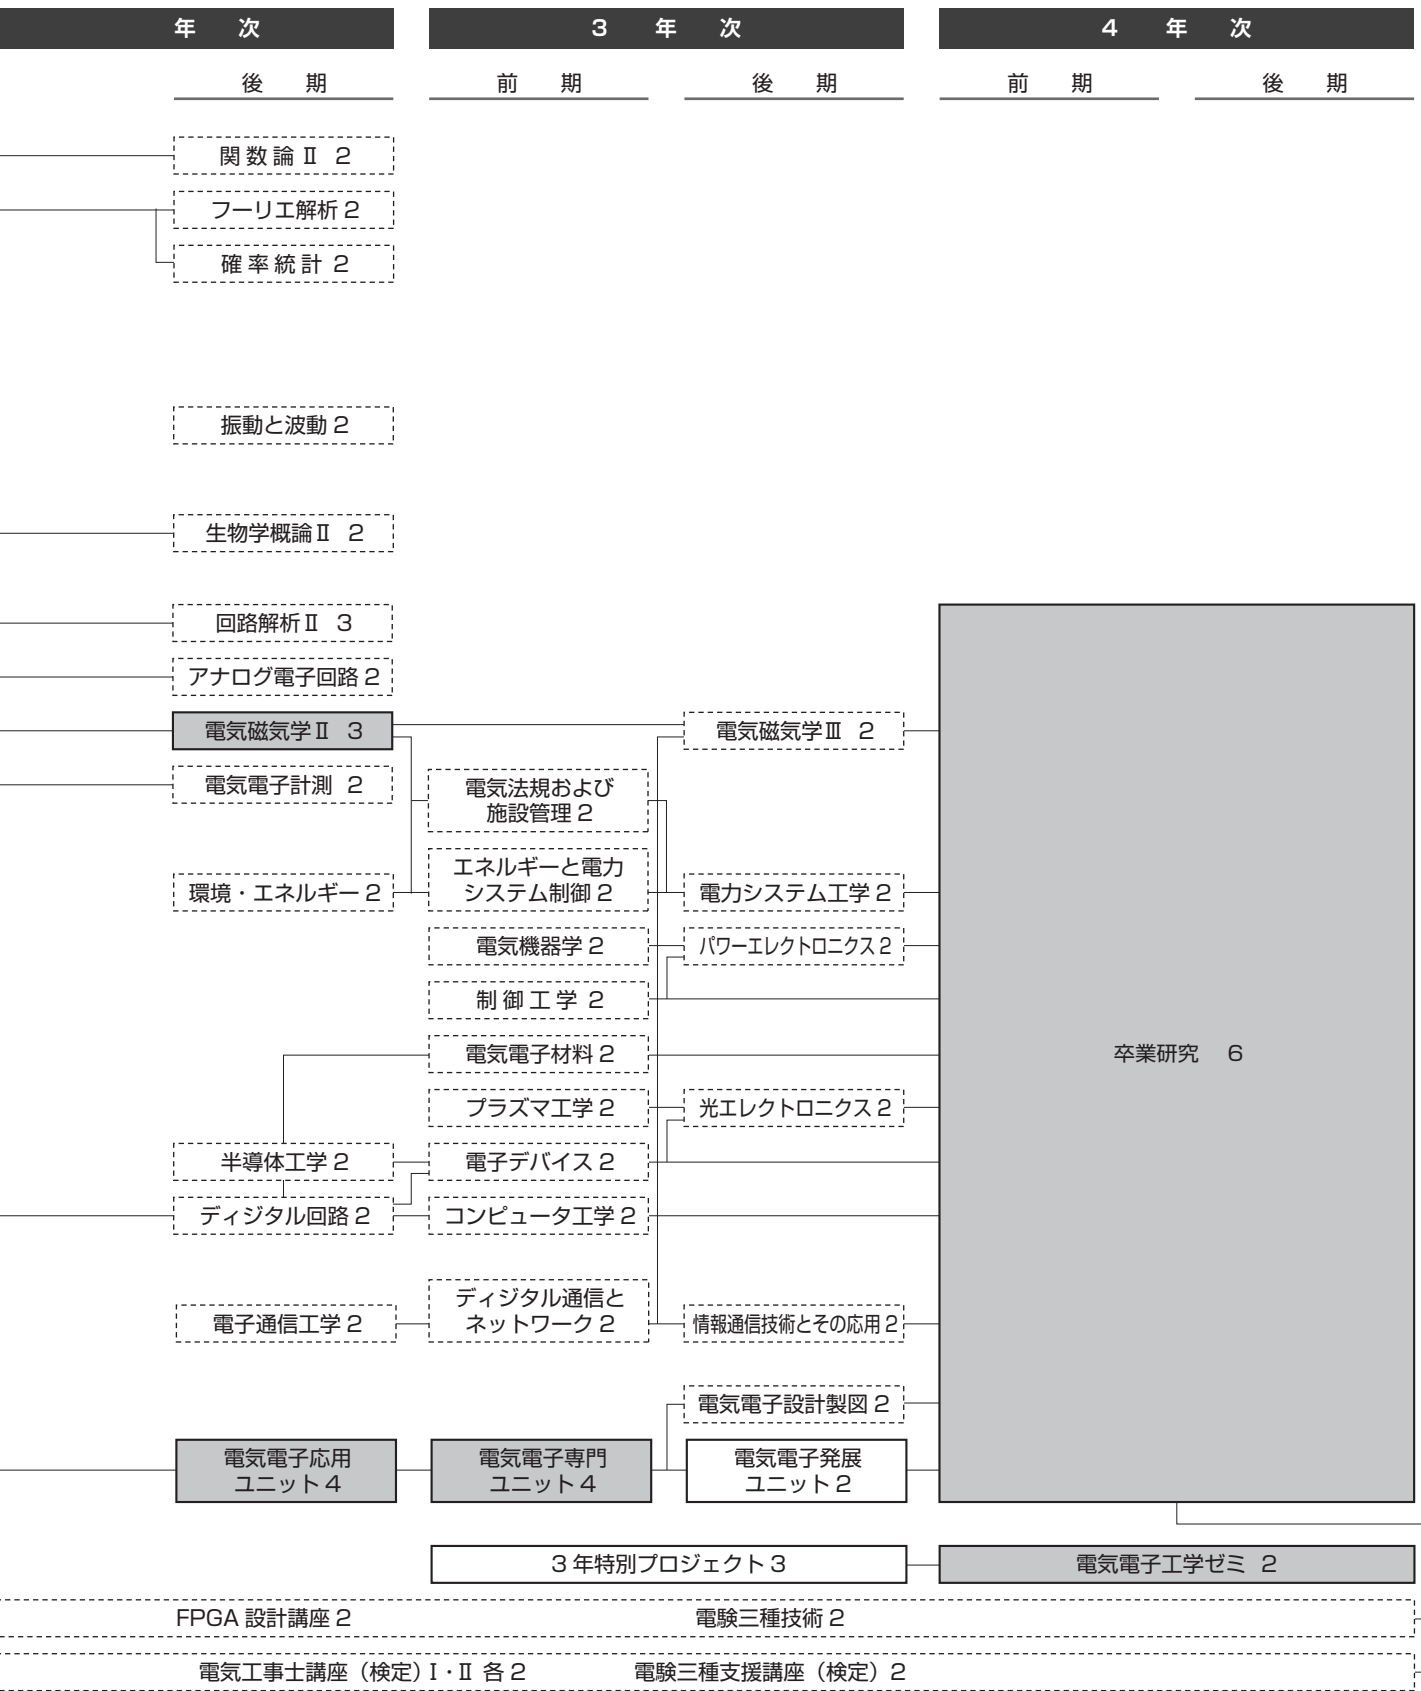 年 次
3 年 次
4 年 次
後 期
前 期
後 期
前 期
後 期
関数論Ⅱ 2
フーリエ解析 2
確率統計 2
振動と波動 2
生物学概論Ⅱ 2
回路解析Ⅱ 3
アナログ電子回路 2
電気磁気学Ⅱ 3
電気磁気学Ⅲ 2
電気電子計測 2
電気法規および
施設管理 2
環境・エネルギー 2
エネルギーと電力
システム制御 2
電力システム工学 2
電気機器学 2
パワーエレクトロニクス 2
制御工学 2
電気電子材料 2
卒業研究 6
プラズマ工学 2
光エレクトロニクス 2
半導体工学 2
電子デバイス 2
ディジタル回路 2
コンピュータ工学 2
電子通信工学 2
ディジタル通信と
ネットワーク 2
情報通信技術とその応用 2
電気電子設計製図 2
電気電子応用
ユニット 4
電気電子専門
ユニット 4
電気電子発展
ユニット 2
3 年特別プロジェクト 3
電気電子工学ゼミ 2
FPGA 設計講座 2
電験三種技術 2
電気工事士講座（検定）Ⅰ・Ⅱ 各 2
電験三種支援講座（検定）2